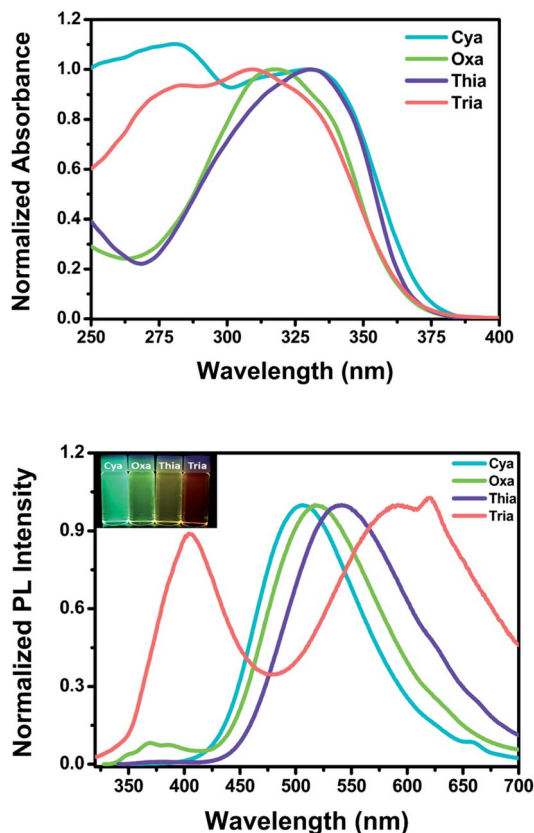 1.2
Cya
Oxa
Thia
Tria
1.0
0.8
0.6
0.4
0.2
0.0
250 275 300 325 350 375 400
Normalized Absorbance
Wavelength (nm)
1.2
Cya Oxa Thia Tria
Cya
Oxa
Thia
Tria
0.9
0.6
0.3
0.0
350 400 450 500 550 600 650 700
Normalized PL Intensity
Wavelength (nm)